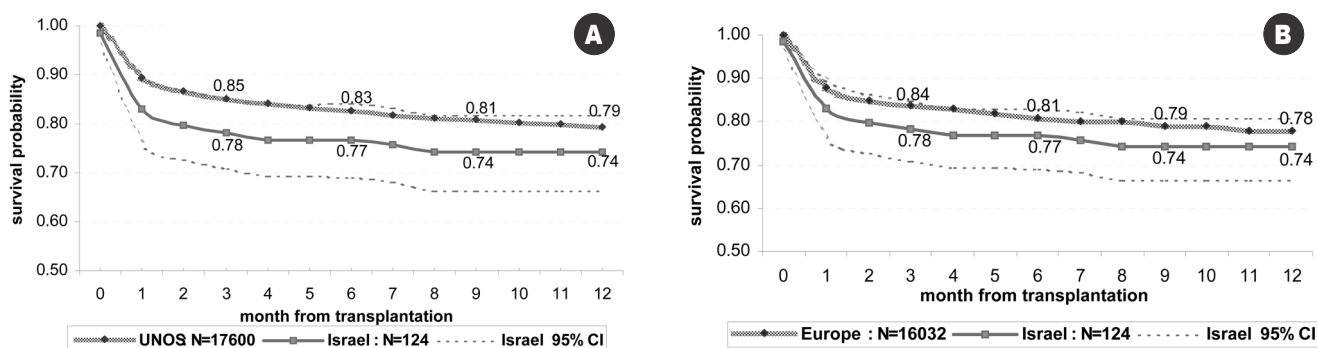 A
survival probability
1.00
0.90
0.80
0.70
0.60
0.50
0.85
0.83
0.81
0.79
0.78
0.77
0.74
0.74
0 1 2 3 4 5 6 7 8 9 10 11 12
month from transplantation
UNOS: N=17600 Israel : N=124 Israel 95% CI
B
survival probability
1.00
0.90
0.80
0.70
0.60
0.50
0.84
0.81
0.79
0.78
0.78
0.77
0.74
0.74
0 1 2 3 4 5 6 7 8 9 10 11 12
month from transplantation
Europe : N=16032 Israel : N=124 Israel 95% CI